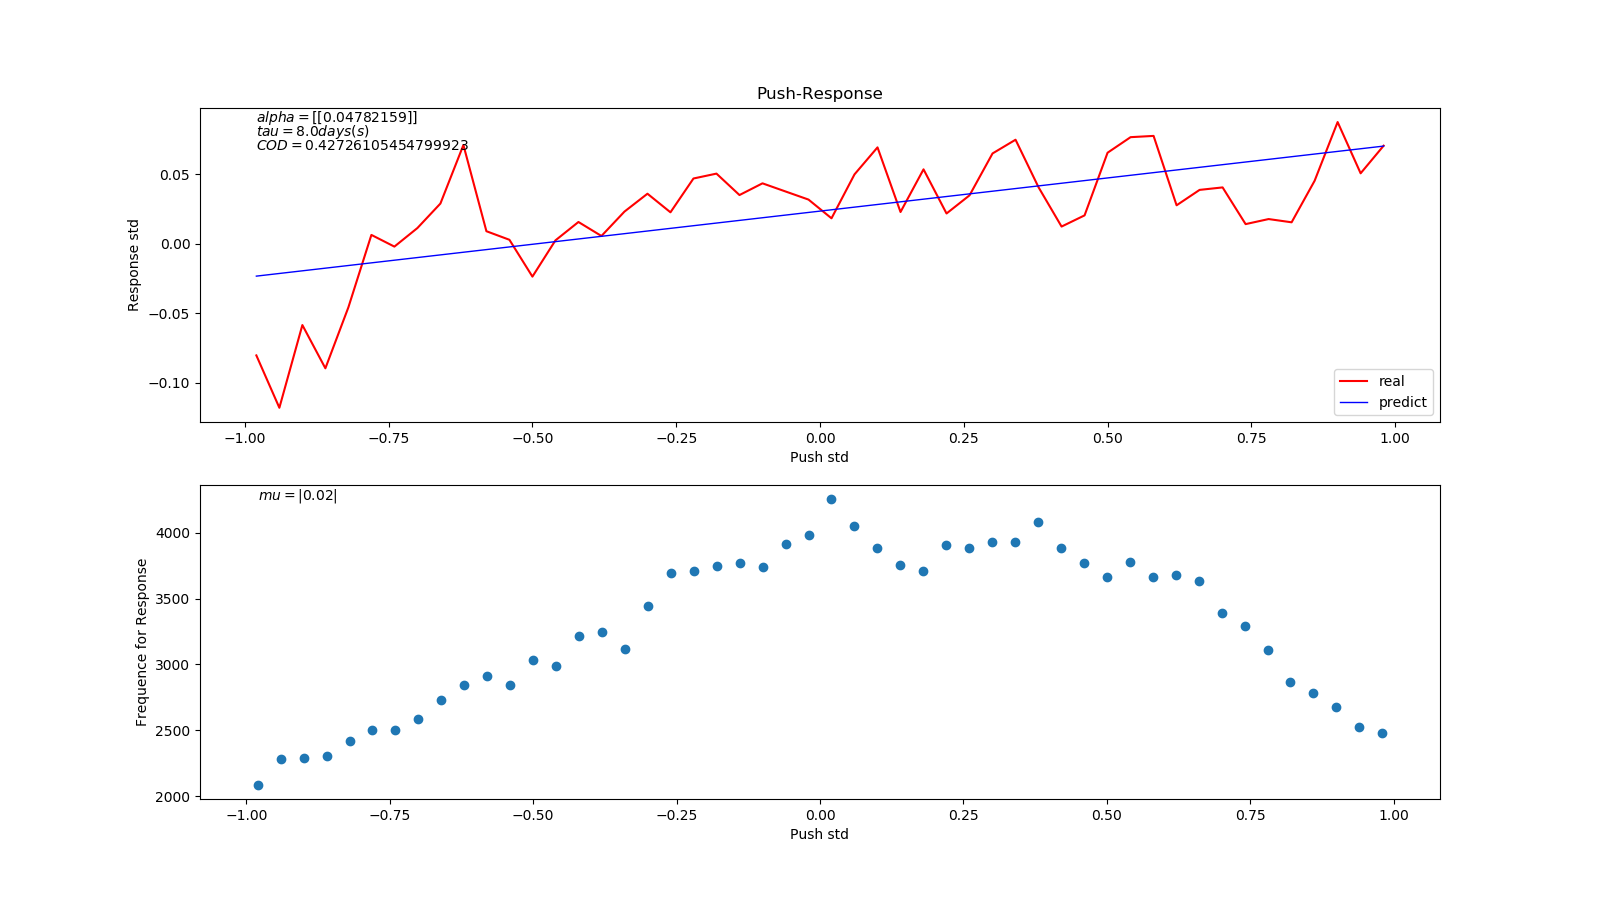 Push-Response
alpha = [[0.04782159]]
tau = 8.0days(s)
COD = 0.42726105454799923
0.05
0.00
−0.05
−0.10
Response std
real
predict
−1.00 −0.75 −0.50 −0.25 0.00 0.25 0.50 0.75 1.00
Push std
mu = |0.02|
4000
3500
3000
2500
2000
Frequence for Response
−1.00 −0.75 −0.50 −0.25 0.00 0.25 0.50 0.75 1.00
Push std